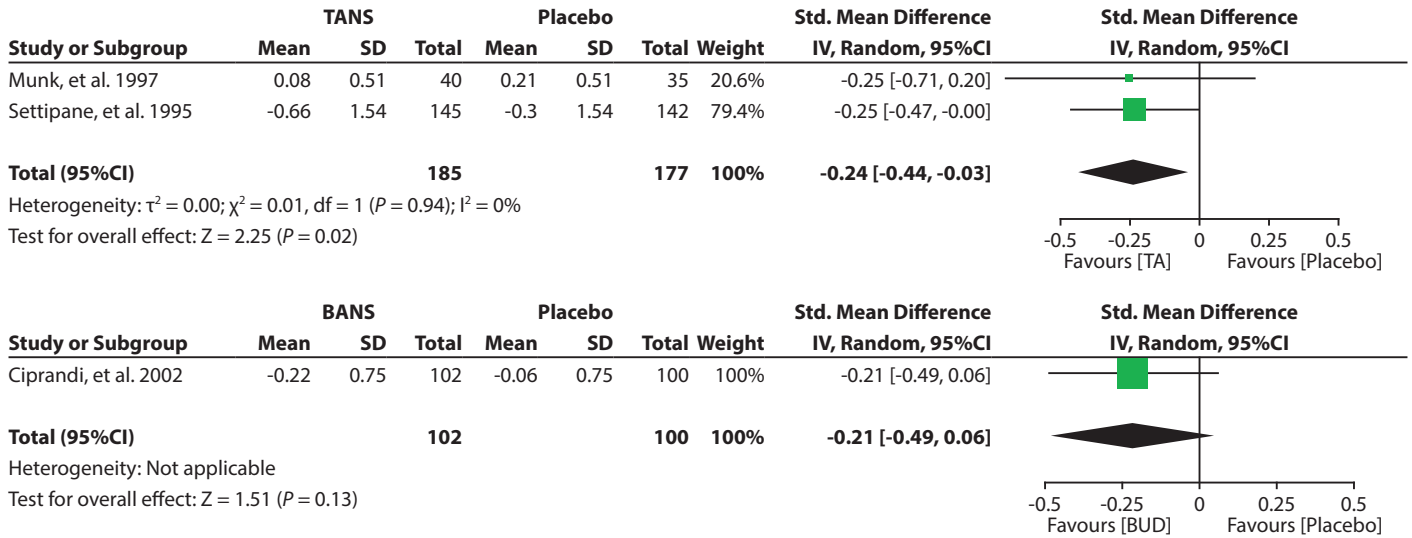 TANS Placebo Std. Mean Difference Std. Mean Difference
Study or Subgroup Mean SD Total Mean SD Total Weight IV, Random, 95%CI IV, Random, 95%CI
Munk, et al. 1997 0.08 0.51 40 0.21 0.51 35 20.6% -0.25 [-0.71, 0.20]
Settipane, et al. 1995 -0.66 1.54 145 -0.3 1.54 142 79.4% -0.25 [-0.47, -0.00]
Total (95%CI) 185 177 100% -0.24 [-0.44, -0.03]
Heterogeneity: τ² = 0.00; χ² = 0.01, df = 1 (P = 0.94); I² = 0%
Test for overall effect: Z = 2.25 (P = 0.02)
-0.5 -0.25 0 0.25 0.5
Favours [TA] Favours [Placebo]
BANS Placebo Std. Mean Difference Std. Mean Difference
Study or Subgroup Mean SD Total Mean SD Total Weight IV, Random, 95%CI IV, Random, 95%CI
Ciprandi, et al. 2002 -0.22 0.75 102 -0.06 0.75 100 100% -0.21 [-0.49, 0.06]
Total (95%CI) 102 100 100% -0.21 [-0.49, 0.06]
Heterogeneity: Not applicable
Test for overall effect: Z = 1.51 (P = 0.13)
-0.5 -0.25 0 0.25 0.5
Favours [BUD] Favours [Placebo]